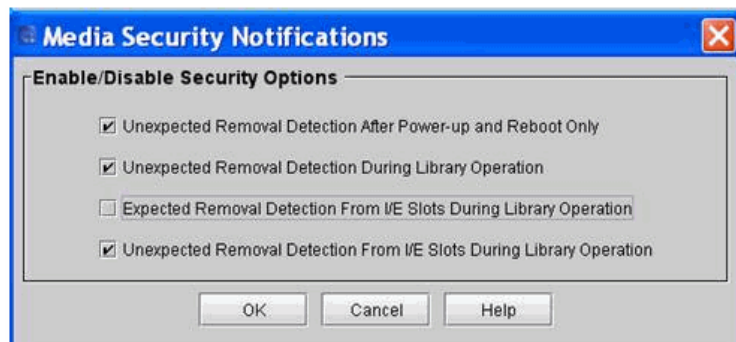 Media Security Notifications
Enable/Disable Security Options
Unexpected Removal Detection After Power-up and Reboot Only
Unexpected Removal Detection During Library Operation
Expected Removal Detection From I/E Slots During Library Operation
Unexpected Removal Detection From I/E Slots During Library Operation
OK Cancel Help